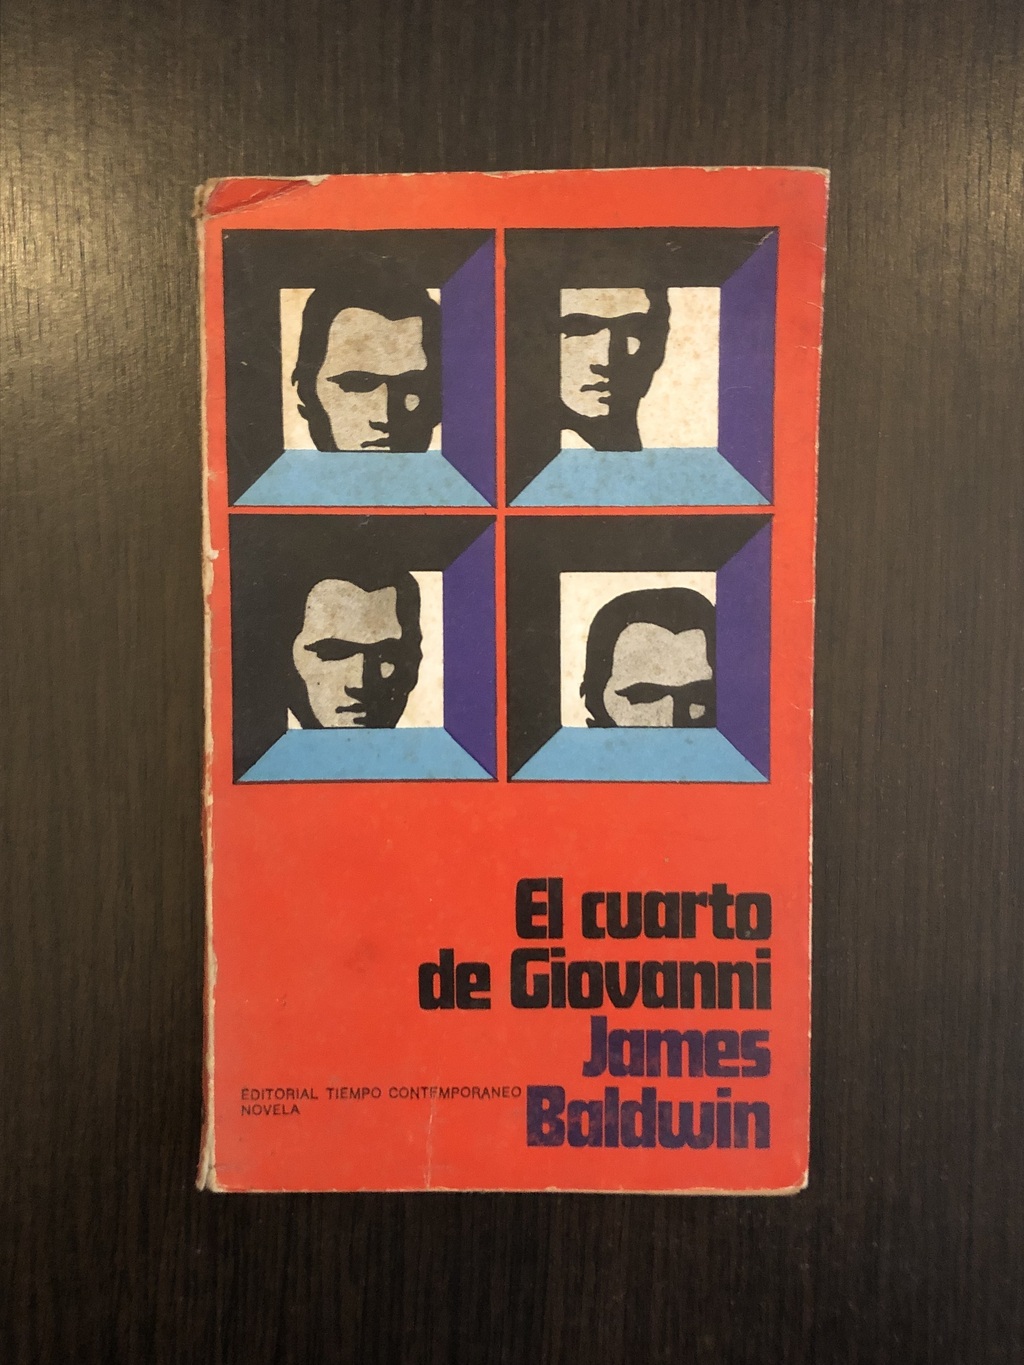 El cuarto
de Giovanni
James
Baldwin
EDITORIAL TIEMPO CONTEMPORANEO
NOVELA